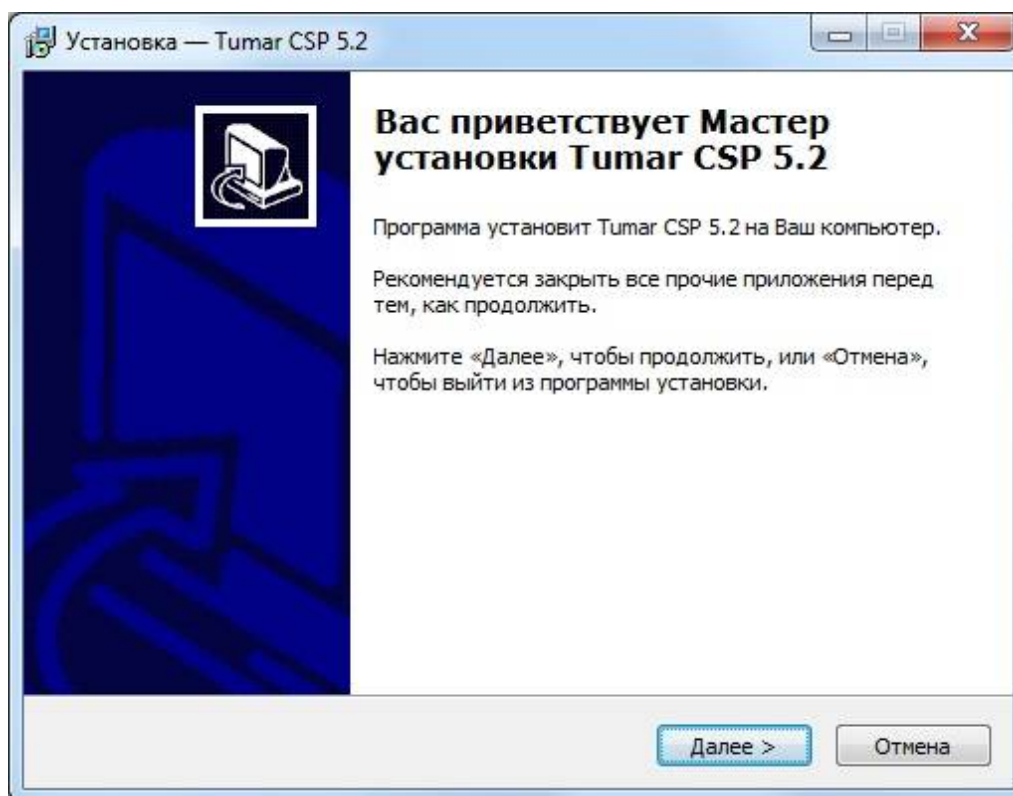 Установка — Tumar CSP 5.2
Вас приветствует Мастер
установки Tumar CSP 5.2
Программа установит Tumar CSP 5.2 на Ваш компьютер.
Рекомендуется закрыть все прочие приложения перед
тем, как продолжить.
Нажмите «Далее», чтобы продолжить, или «Отмена»,
чтобы выйти из программы установки.
Далее >
Отмена